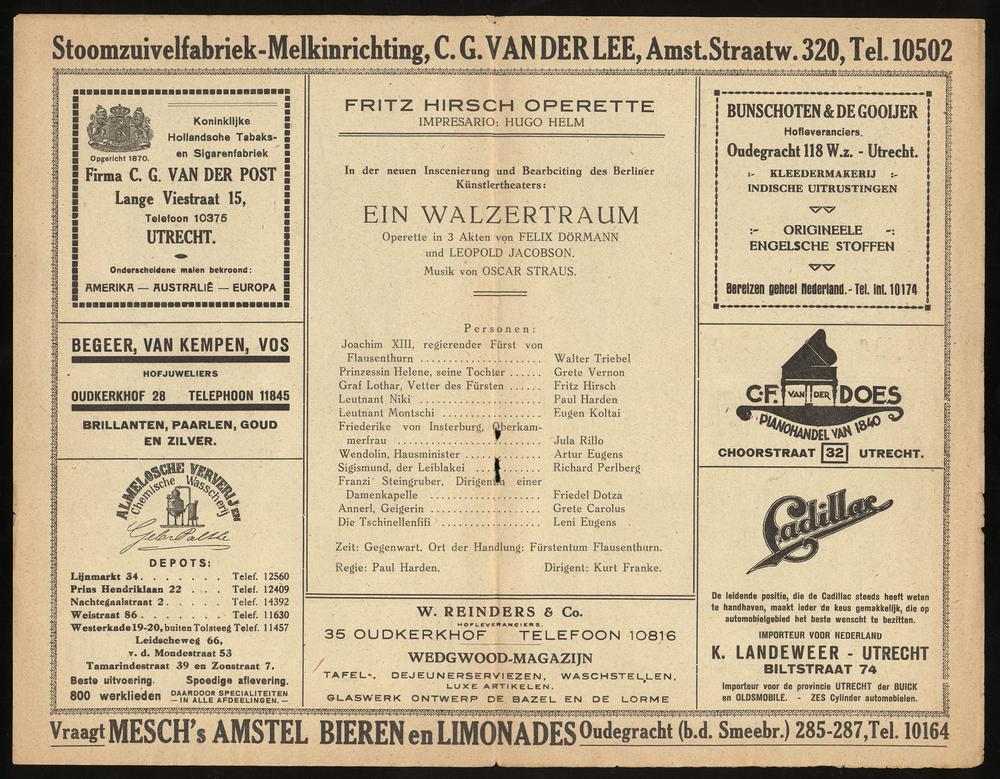 Stoomzuivelfabriek-Melkinrichting, C. G. VAN DER LEE, Amst.Straatw. 320, Tel. 10502
Koninklijke
Hollandsche Tabaks-
en Sigarenfabriek
Opgericht 1870.
Firma C. G. VAN DER POST
Lange Viestraat 15,
Telefoon 10375
UTRECHT.
Onderscheidene malen bekroond:
AMERIKA — AUSTRALIË — EUROPA
BEGEER, VAN KEMPEN, VOS
HOFJUWELIERS
OUDKERKHOF 28 TELEPHOON 11845
BRILLANTEN, PAARLEN, GOUD
EN ZILVER.
ALMELOSCHE VERVERIJ EN
Chemische Wasscherij
Gebr Palthe
DEPOTS:
Lijnmarkt 34. . . . . . . Telef. 12560
Prins Hendriklaan 22 . . . Telef. 12409
Nachtegaalstraat 2 . . . . Telef. 14392
Weistraat 86 . . . . . . . Telef. 11630
Westerkade 19-20, buiten Tolsteeg Telef. 11457
Leidscheweg 66,
v. d. Mondestraat 53
Tamarindestraat 39 en Zonstraat 7.
Beste uitvoering. Spoedige aflevering.
800 werklieden DAARDOOR SPECIALITEITEN
— IN ALLE AFDEELINGEN. —
FRITZ HIRSCH OPERETTE
IMPRESARIO: HUGO HELM
In der neuen Inscenierung und Bearbeiting des Berliner
Künstlertheaters:
EIN WALZERTRAUM
Operette in 3 Akten von FELIX DÖRMANN
und LEOPOLD JACOBSON.
Musik von OSCAR STRAUS.
Personen:
Joachim XIII, regierender Fürst von
Flausenthurn .................... Walter Triebel
Prinzessin Helene, seine Tochter ...... Grete Vernon
Graf Lothar, Vetter des Fürsten ...... Fritz Hirsch
Leutnant Niki .................... Paul Harden
Leutnant Montschi .................... Eugen Koltai
Friederike von Insterburg, Oberkam-
merfrau .................... Jula Rillo
Wendolin, Hausminister .............. Artur Eugens
Sigismund, der Leiblakei ............ Richard Perlberg
Franzi Steingruber, Dirigentin einer
Damenkapelle .................... Friedel Dotza
Annerl, Geigerin .................... Grete Carolus
Die Tschinellenfifi .................. Leni Eugens
Zeit: Gegenwart. Ort der Handlung: Fürstentum Flausenthurn.
Regie: Paul Harden. Dirigent: Kurt Franke.
W. REINDERS & Co.
HOFLEVERANCIERS.
35 OUDKERKHOF TELEFOON 10816
WEDGWOOD-MAGAZIJN
TAFEL-, DEJEUNERSERVIEZEN, WASCHSTELLEN,
LUXE ARTIKELEN.
GLASWERK ONTWERP DE BAZEL EN DE LORME
BUNSCHOTEN & DE GOOIJER
Hofleveranciers.
Oudegracht 118 W.z. - Utrecht.
:- KLEEDERMAKERIJ :-
INDISCHE UITRUSTINGEN
:- ORIGINEELE -:
ENGELSCHE STOFFEN
Bereizen geheel Nederland. - Tel. Int. 10174
C.F. VAN DER DOES
PIANOHANDEL VAN 1840
CHOORSTRAAT 32 UTRECHT.
Cadillac
De leidende positie, die de Cadillac steeds heeft weten
te handhaven, maakt ieder de keus gemakkelijk, die op
automobielgebied het beste wenscht te bezitten.
IMPORTEUR VOOR NEDERLAND
K. LANDEWEER - UTRECHT
BILTSTRAAT 74
Importeur voor de provincie UTRECHT der BUICK
en OLDSMOBILE. - ZES Cylinder automobielen.
Vraagt MESCH's AMSTEL BIEREN en LIMONADES Oudegracht (b.d. Smeebr.) 285-287, Tel. 10164